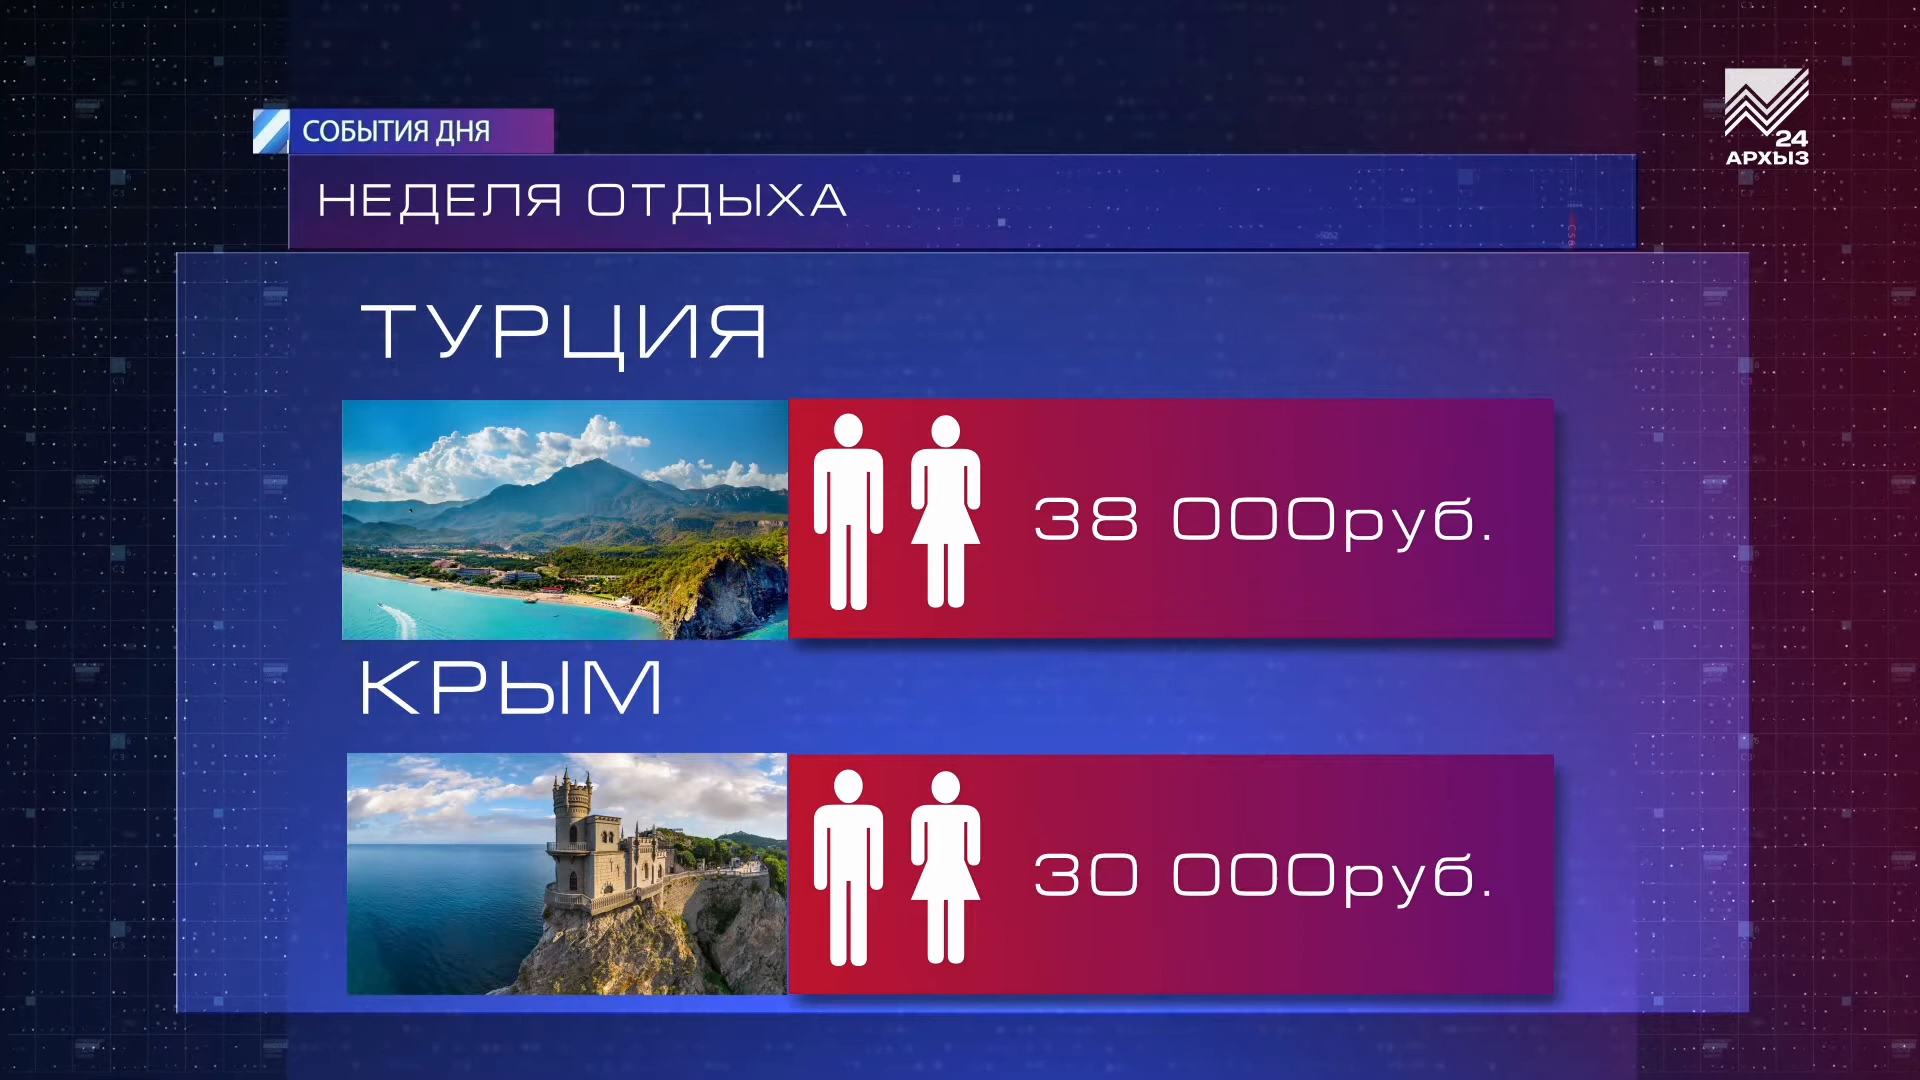 СОБЫТИЯ ДНЯ
24
АРХЫЗ
НЕДЕЛЯ ОТДЫХА
ТУРЦИЯ
38 000руб.
КРЫМ
30 000руб.